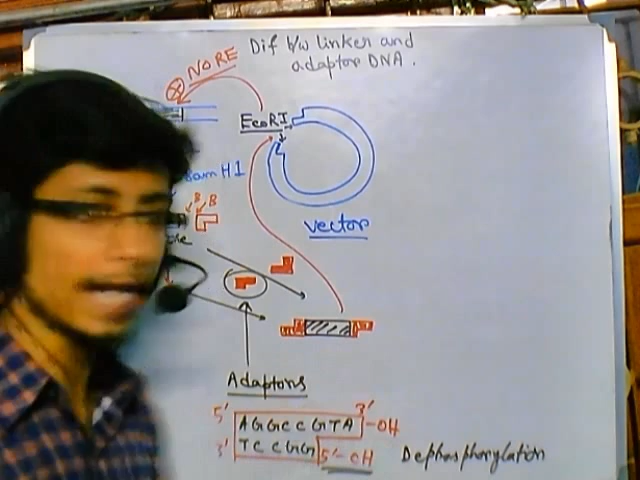 Dif b/w linker and
adaptor DNA.
NO RE
EcoRI
BamH1
B B
Vector
Adaptors
5' 3'
AGGCCGTA -OH
3' TCCGG 5'-OH
Dephosphorylation